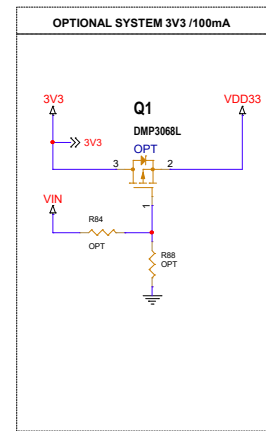 OPTIONAL SYSTEM 3V3 /100mA
3V3
Q1
VDD33
DMP3068L
3V3
OPT
3
2
VIN
1
R84
OPT
R88
OPT